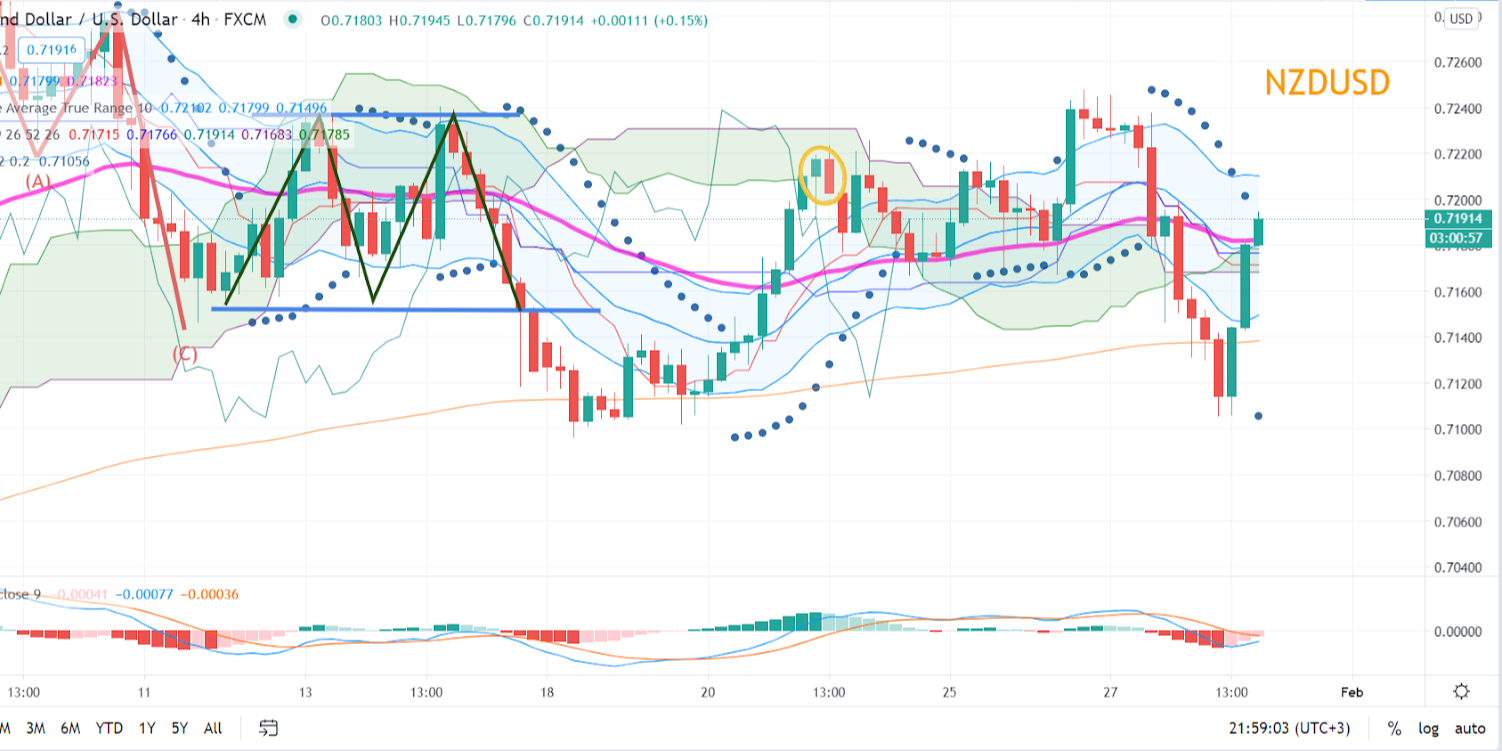 nd Dollar / U.S. Dollar · 4h · FXCM O0.71803 H0.71945 L0.71796 C0.71914 +0.00111 (+0.15%)
.2 0.71916
0.71799 0.71823
e Average True Range 10 0.72102 0.71799 0.71496
9 26 52 26 0.71715 0.71766 0.71914 0.71683 0.71785
2 0.2 0.71056
(A)
(C)
NZDUSD
USD
0.72600
0.72400
0.72200
0.72000
0.71914
03:00:57
0.71600
0.71400
0.71200
0.71000
0.70800
0.70600
0.70400
close 9 −0.00041 −0.00077 −0.00036
0.00000
13:00 11 13 13:00 18 20 13:00 25 27 13:00 Feb
M 3M 6M YTD 1Y 5Y All 21:59:03 (UTC+3) % log auto